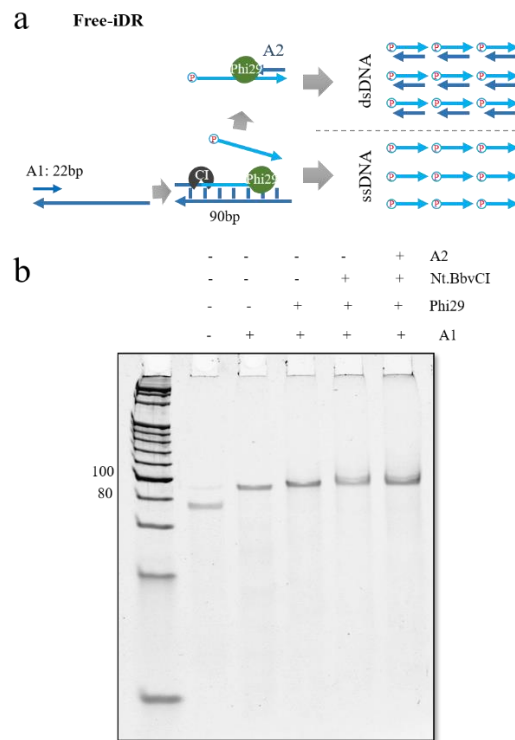 a Free-iDR
A2
P
Phi29
P P P
P P P
P P P
dsDNA
P
A1: 22bp
CI
Phi29
90bp
P P P
P P P
P P P
ssDNA
b
- - - - + A2
- - - + + Nt.BbvCI
- - + + + Phi29
- + + + + A1
100
80